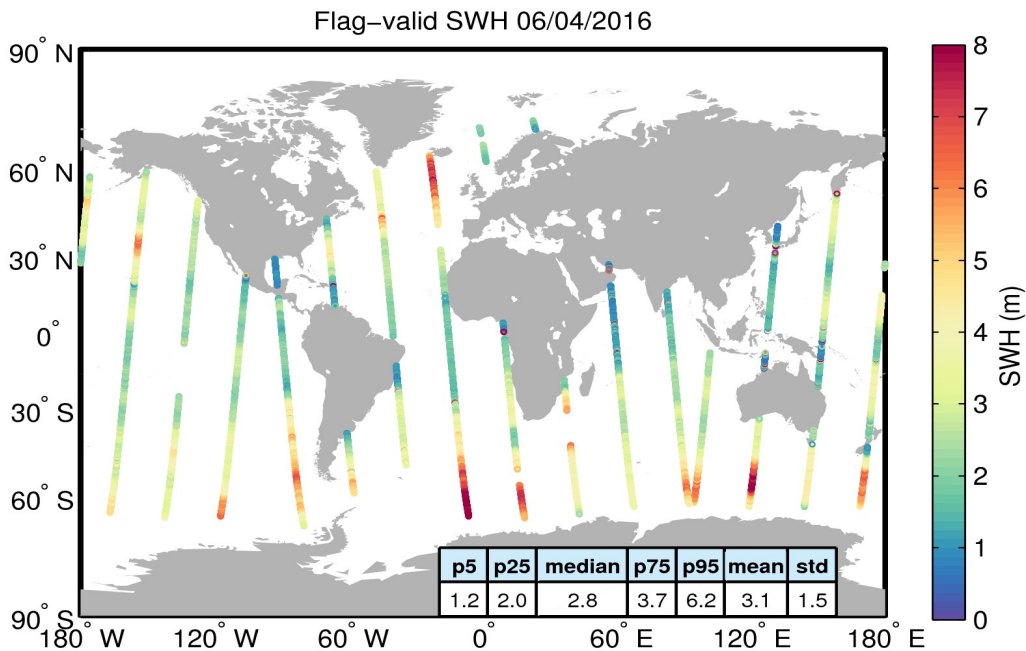 Flag−valid SWH 06/04/2016
90° N
60° N
30° N
0°
30° S
60° S
90° S
180° W
120° W
60° W
0°
60° E
120° E
180° E
p5 p25 median p75 p95 mean std
1.2 2.0 2.8 3.7 6.2 3.1 1.5
8
7
6
5
4
3
2
1
0
SWH (m)